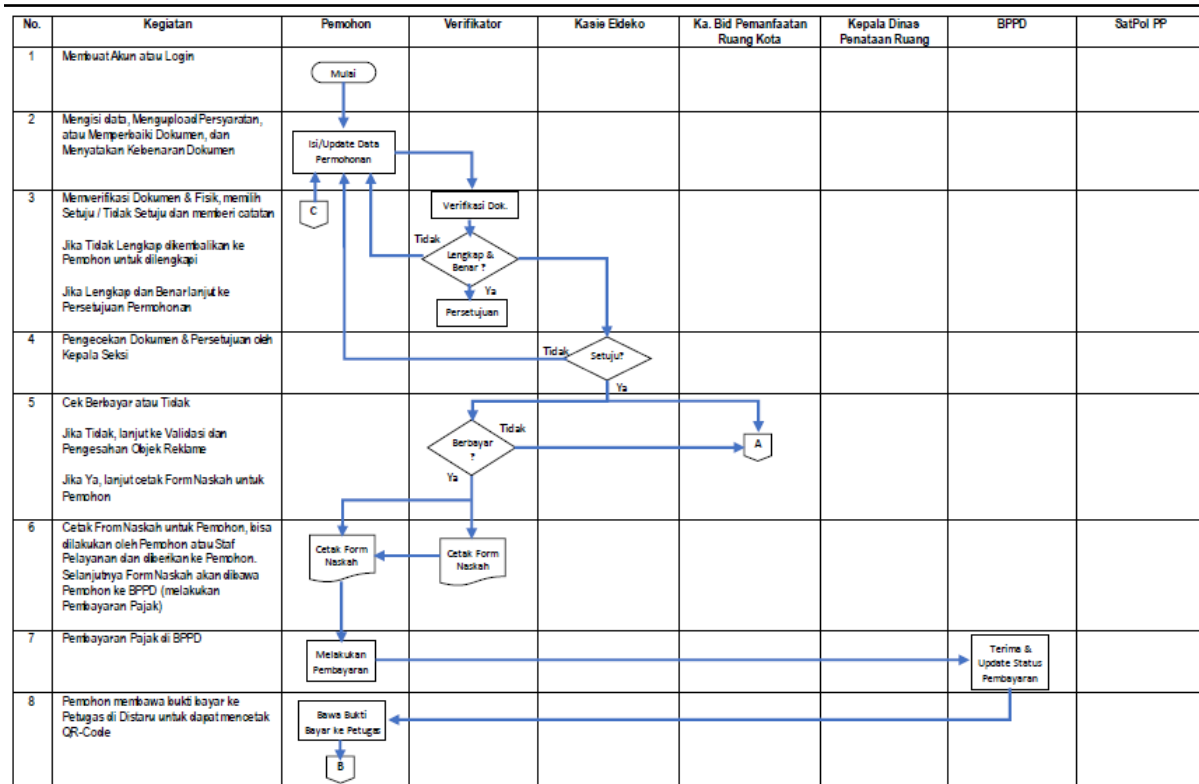 No.
Kegiatan
Pemohon
Verifikator
Kasie Eldeko
Ka. Bid Pemanfaatan
Ruang Kota
Kepala Dinas
Penataan Ruang
BPPD
SatPol PP
1
Membuat Akun atau Login
Mulai
2
Mengisi data, Mengupload Persyaratan,
atau Memperbaiki Dokumen, dan
Menyatakan Kebenaran Dokumen
Isi/Update Data
Permohonan
3
Memverifikasi Dokumen & Fisik, memilih
Setuju / Tidak Setuju dan memberi catatan
Jika Tidak Lengkap dikembalikan ke
Pemohon untuk dilengkapi
Jika Lengkap dan Benar lanjut ke
Persetujuan Permohonan
C
Verifikasi Dok.
Tidak
Lengkap &
Benar ?
Ya
Persetujuan
4
Pengecekan Dokumen & Persetujuan oleh
Kepala Seksi
Tidak
Setuju?
Ya
5
Cek Berbayar atau Tidak
Jika Tidak, lanjut ke Validasi dan
Pengesahan Objek Reklame
Jika Ya, lanjut cetak Form Naskah untuk
Pemohon
Berbayar
?
Tidak
Ya
A
6
Cetak From Naskah untuk Pemohon, bisa
dilakukan oleh Pemohon atau Staf
Pelayanan dan diberikan ke Pemohon.
Selanjutnya Form Naskah akan dibawa
Pemohon ke BPPD (melakukan
Pembayaran Pajak)
Cetak Form
Naskah
Cetak Form
Naskah
7
Pembayaran Pajak di BPPD
Melakukan
Pembayaran
Terima &
Update Status
Pembayaran
8
Pemohon membawa bukti bayar ke
Petugas di Distaru untuk dapat mencetak
QR-Code
Bawa Bukti
Bayar ke Petugas
B